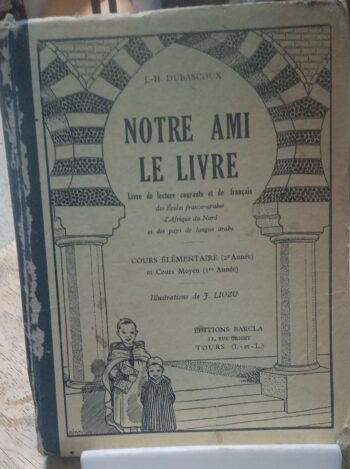 J.-H. DUBASCOUX
NOTRE AMI
LE LIVRE
Livre de lecture courante et de français
des Écoles franco-arabes
d'Afrique du Nord
et des pays de langue arabe
COURS ÉLÉMENTAIRE (2e Année)
et Cours Moyen (1re Année)
Illustrations de J. LIOZU
ÉDITIONS BARCLA
TOURS (I.-et-L.)